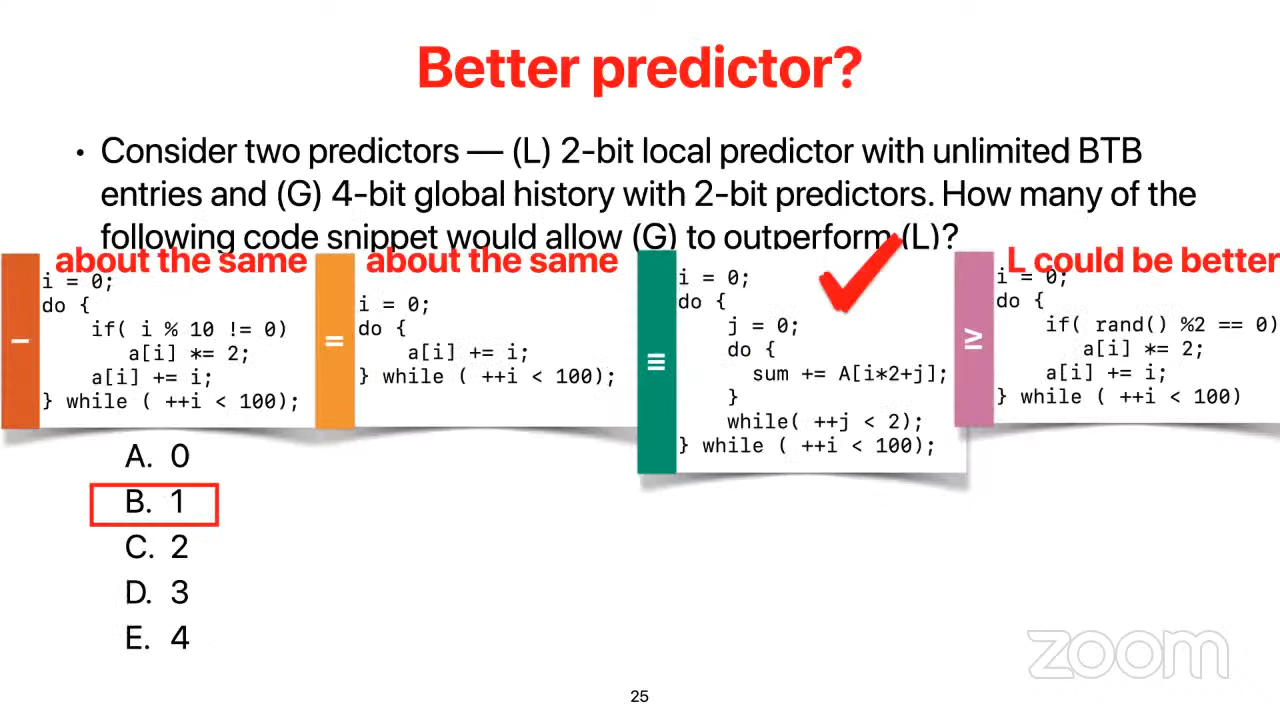 Better predictor?
• Consider two predictors — (L) 2-bit local predictor with unlimited BTB
entries and (G) 4-bit global history with 2-bit predictors. How many of the
following code snippet would allow (G) to outperform (L)?
about the same
I
i = 0;
do {
if( i % 10 != 0)
a[i] *= 2;
a[i] += i;
} while ( ++i < 100);
about the same
II
i = 0;
do {
a[i] += i;
} while ( ++i < 100);
III
i = 0;
do {
j = 0;
do {
sum += A[i*2+j];
}
while( ++j < 2);
} while ( ++i < 100);
L could be better
IV
i = 0;
do {
if( rand() %2 == 0)
a[i] *= 2;
a[i] += i;
} while ( ++i < 100)
A. 0
B. 1
C. 2
D. 3
E. 4
zoom
25